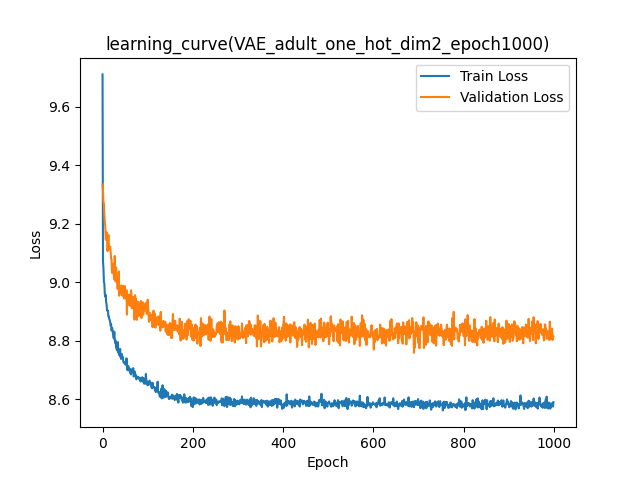 learning_curve(VAE_adult_one_hot_dim2_epoch1000)
Train Loss
Validation Loss
9.6
9.4
9.2
9.0
8.8
8.6
Loss
0
200
400
600
800
1000
Epoch